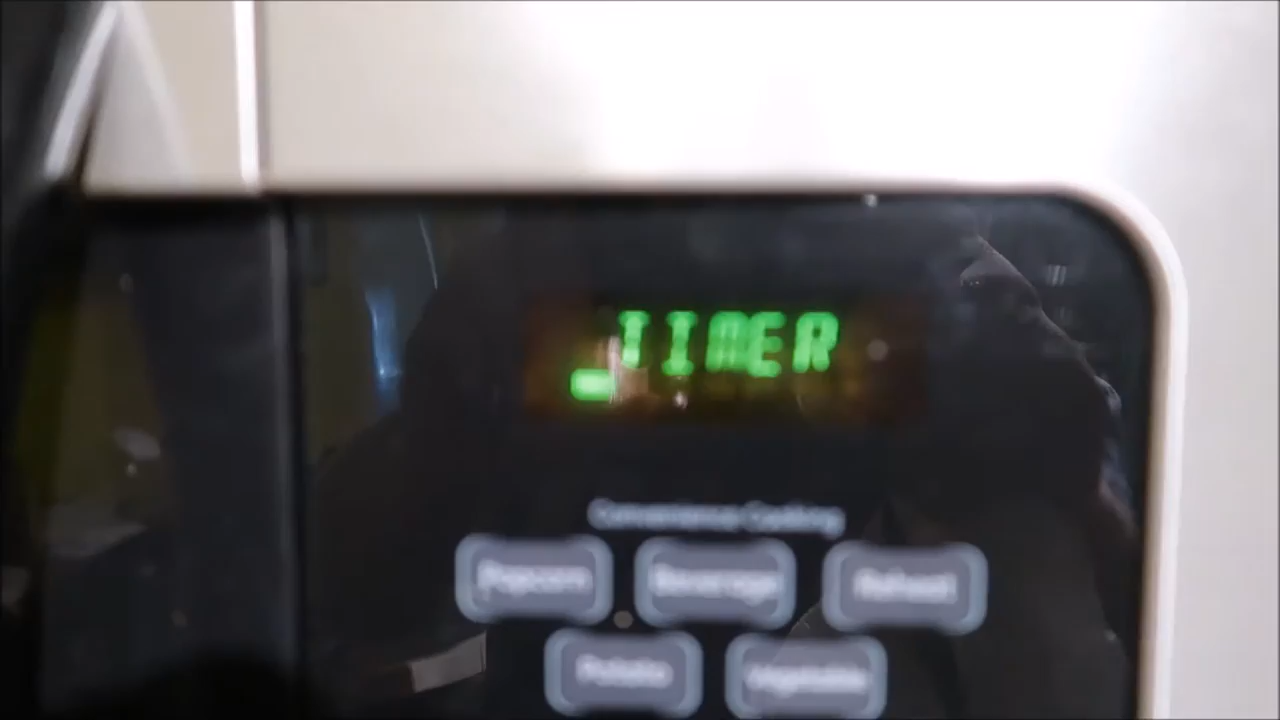 TIMER
Convenience Cooking
Popcorn Beverage Reheat
Potato Vegetable